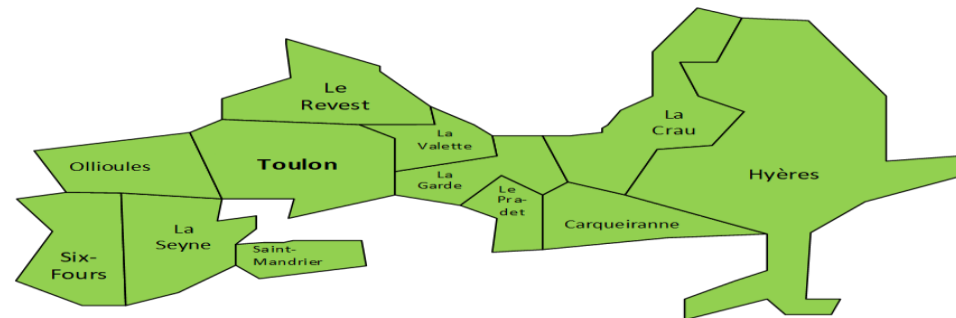 Le
Revest
La
Valette
La
Crau
Ollioules
Toulon
La
Garde
Le
Pra-
det
Hyères
Carqueiranne
La
Seyne
Saint-
Mandrier
Six-
Fours